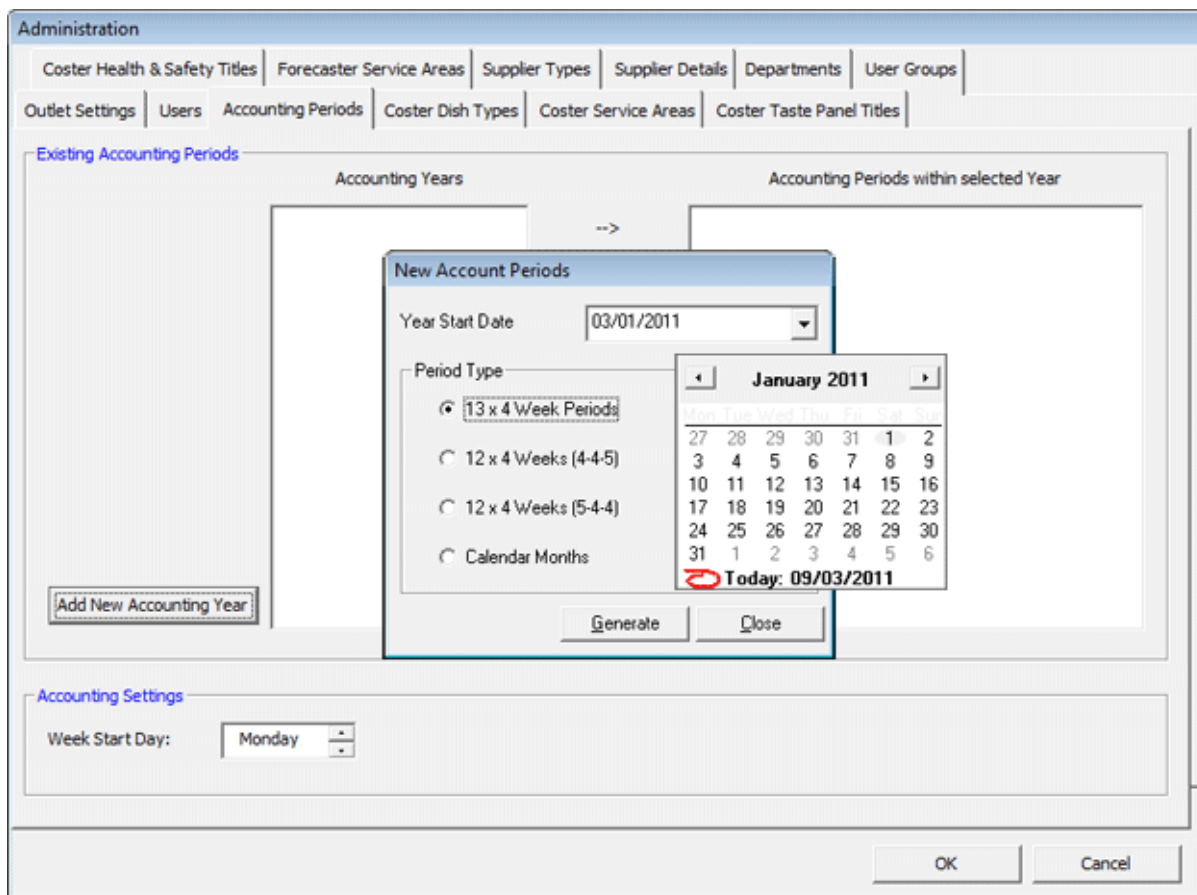 Administration
Coster Health & Safety Titles Forecaster Service Areas Supplier Types Supplier Details Departments User Groups
Outlet Settings Users Accounting Periods Coster Dish Types Coster Service Areas Coster Taste Panel Titles
Existing Accounting Periods
Accounting Years Accounting Periods within selected Year
-->
New Account Periods
Year Start Date 03/01/2011
Period Type
January 2011
Mon Tue Wed Thu Fri Sat Sun
27 28 29 30 31 1 2
3 4 5 6 7 8 9
10 11 12 13 14 15 16
17 18 19 20 21 22 23
24 25 26 27 28 29 30
31 1 2 3 4 5 6
Today: 09/03/2011
13 x 4 Week Periods
12 x 4 Weeks (4-4-5)
12 x 4 Weeks (5-4-4)
Calendar Months
Add New Accounting Year
Generate Close
Accounting Settings
Week Start Day: Monday
OK Cancel